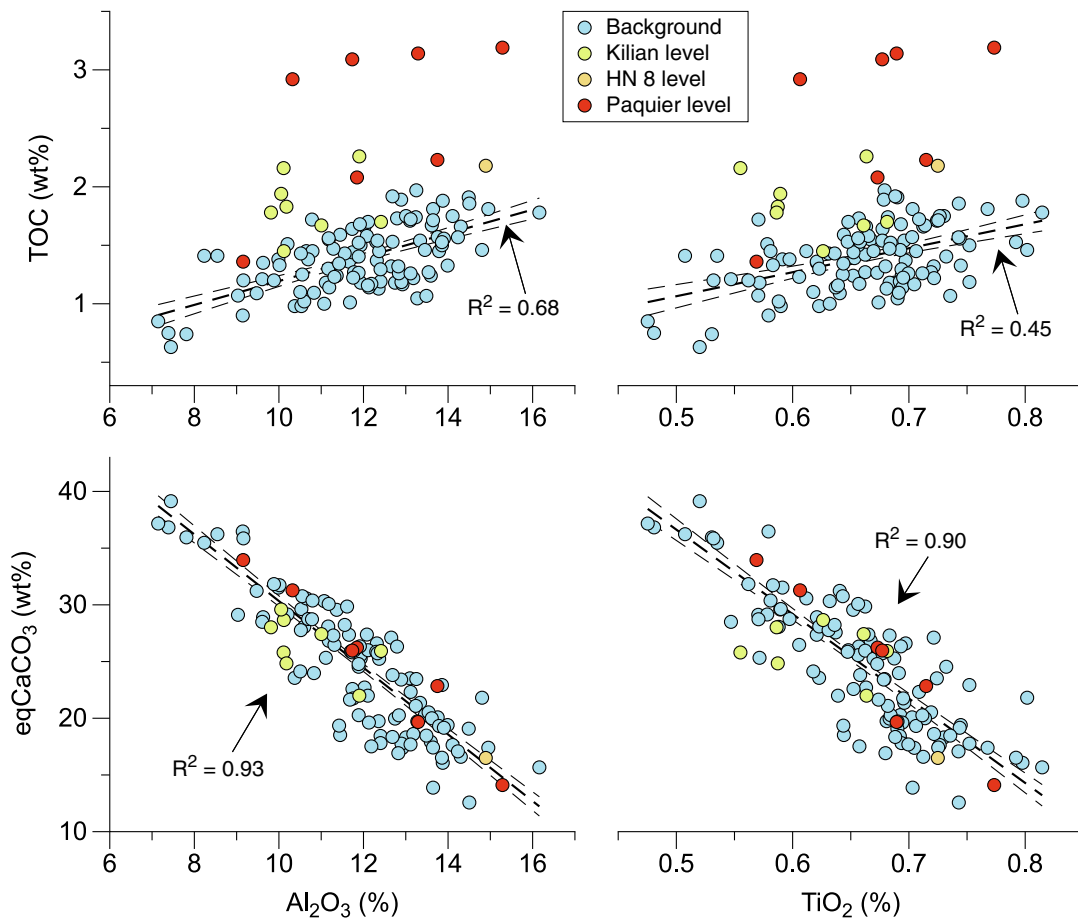 Background
Kilian level
HN 8 level
Paquier level
TOC (wt%)
3
2
1
R² = 0.68
R² = 0.45
6 8 10 12 14 16
0.5 0.6 0.7 0.8
eqCaCO₃ (wt%)
40
30
20
10
R² = 0.93
R² = 0.90
6 8 10 12 14 16
0.5 0.6 0.7 0.8
Al₂O₃ (%)
TiO₂ (%)